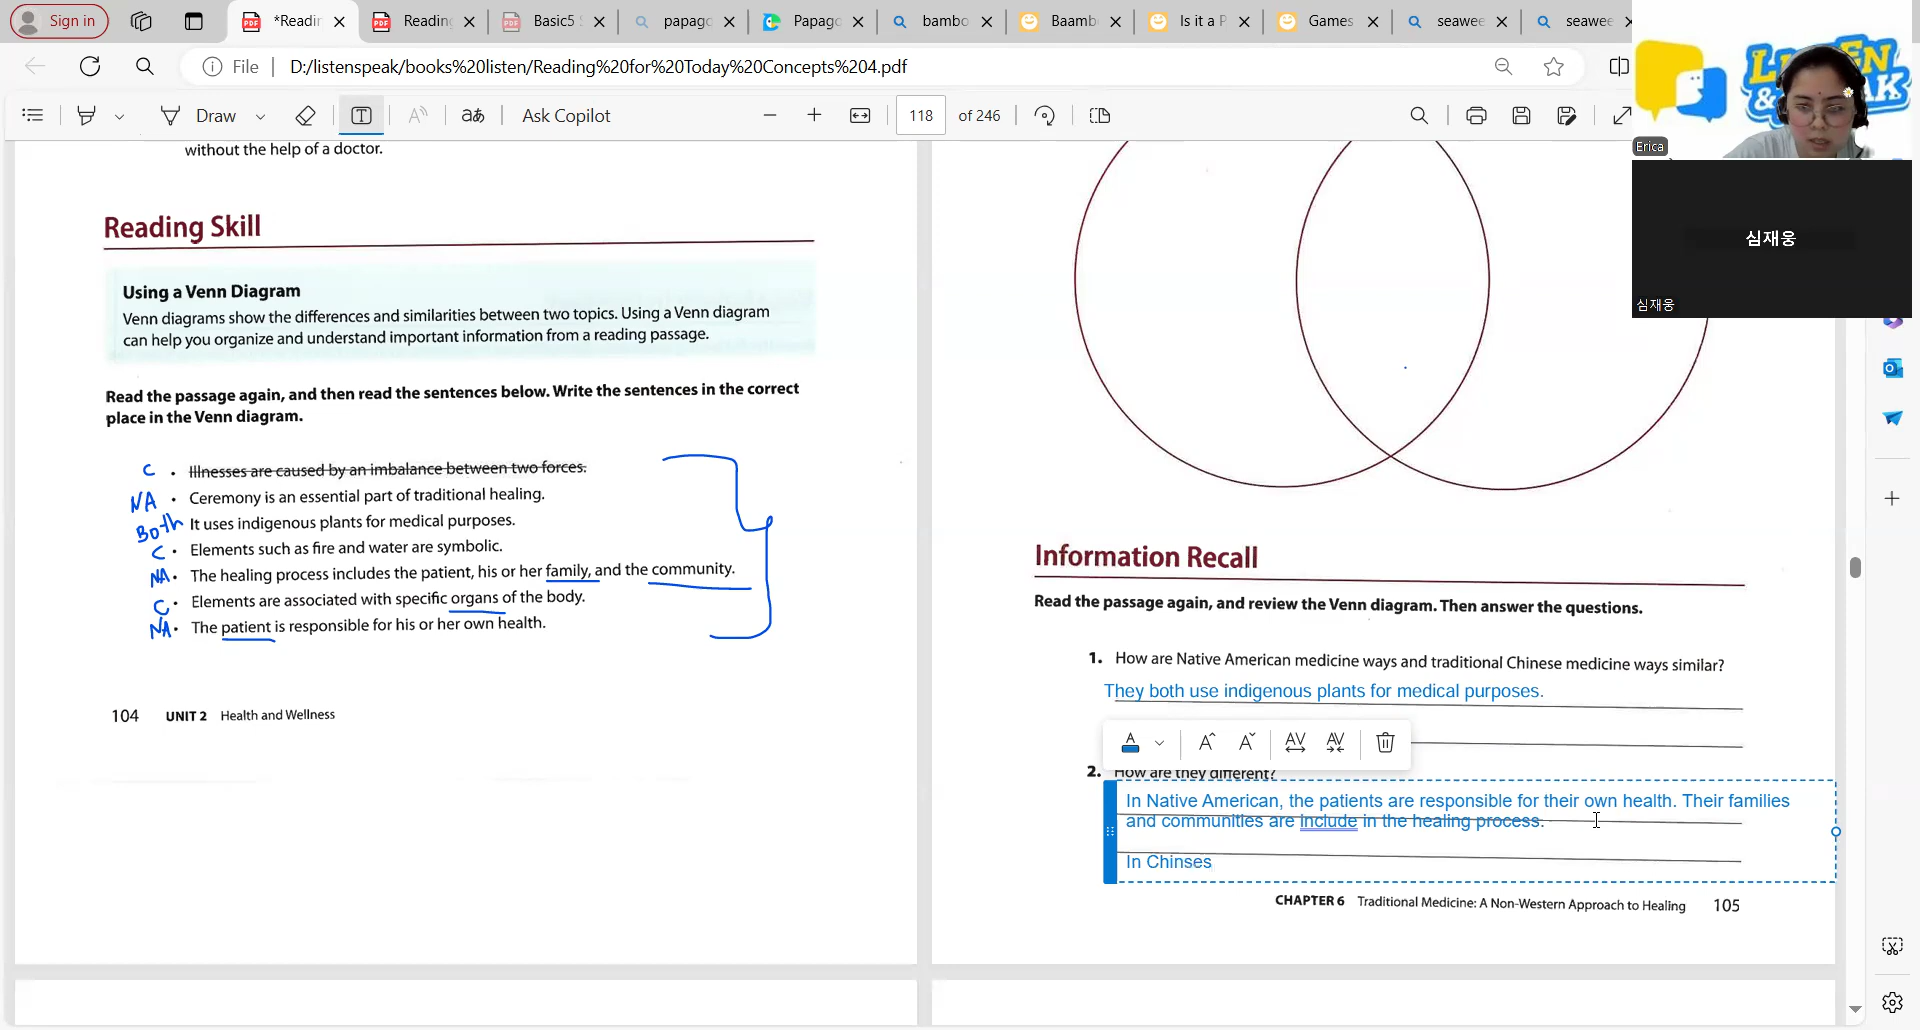 Sign in
*Readin
Reading
Basic5 S
papago
Papago
bambo
Baamb
Is it a P
Games
seawee
seawee
File
D:/listenspeak/books%20listen/Reading%20for%20Today%20Concepts%204.pdf
Draw
Ask Copilot
118
of 246
Erica
심재웅
심재웅
without the help of a doctor.
Reading Skill
Using a Venn Diagram
Venn diagrams show the differences and similarities between two topics. Using a Venn diagram
can help you organize and understand important information from a reading passage.
Read the passage again, and then read the sentences below. Write the sentences in the correct
place in the Venn diagram.
C • Illnesses are caused by an imbalance between two forces.
NA • Ceremony is an essential part of traditional healing.
Both It uses indigenous plants for medical purposes.
C • Elements such as fire and water are symbolic.
NA • The healing process includes the patient, his or her family, and the community.
C • Elements are associated with specific organs of the body.
NA • The patient is responsible for his or her own health.
104 UNIT 2 Health and Wellness
Information Recall
Read the passage again, and review the Venn diagram. Then answer the questions.
1. How are Native American medicine ways and traditional Chinese medicine ways similar?
They both use indigenous plants for medical purposes.
2. How are they different?
In Native American, the patients are responsible for their own health. Their families
and communities are include in the healing process.
In Chinses
CHAPTER 6 Traditional Medicine: A Non-Western Approach to Healing 105